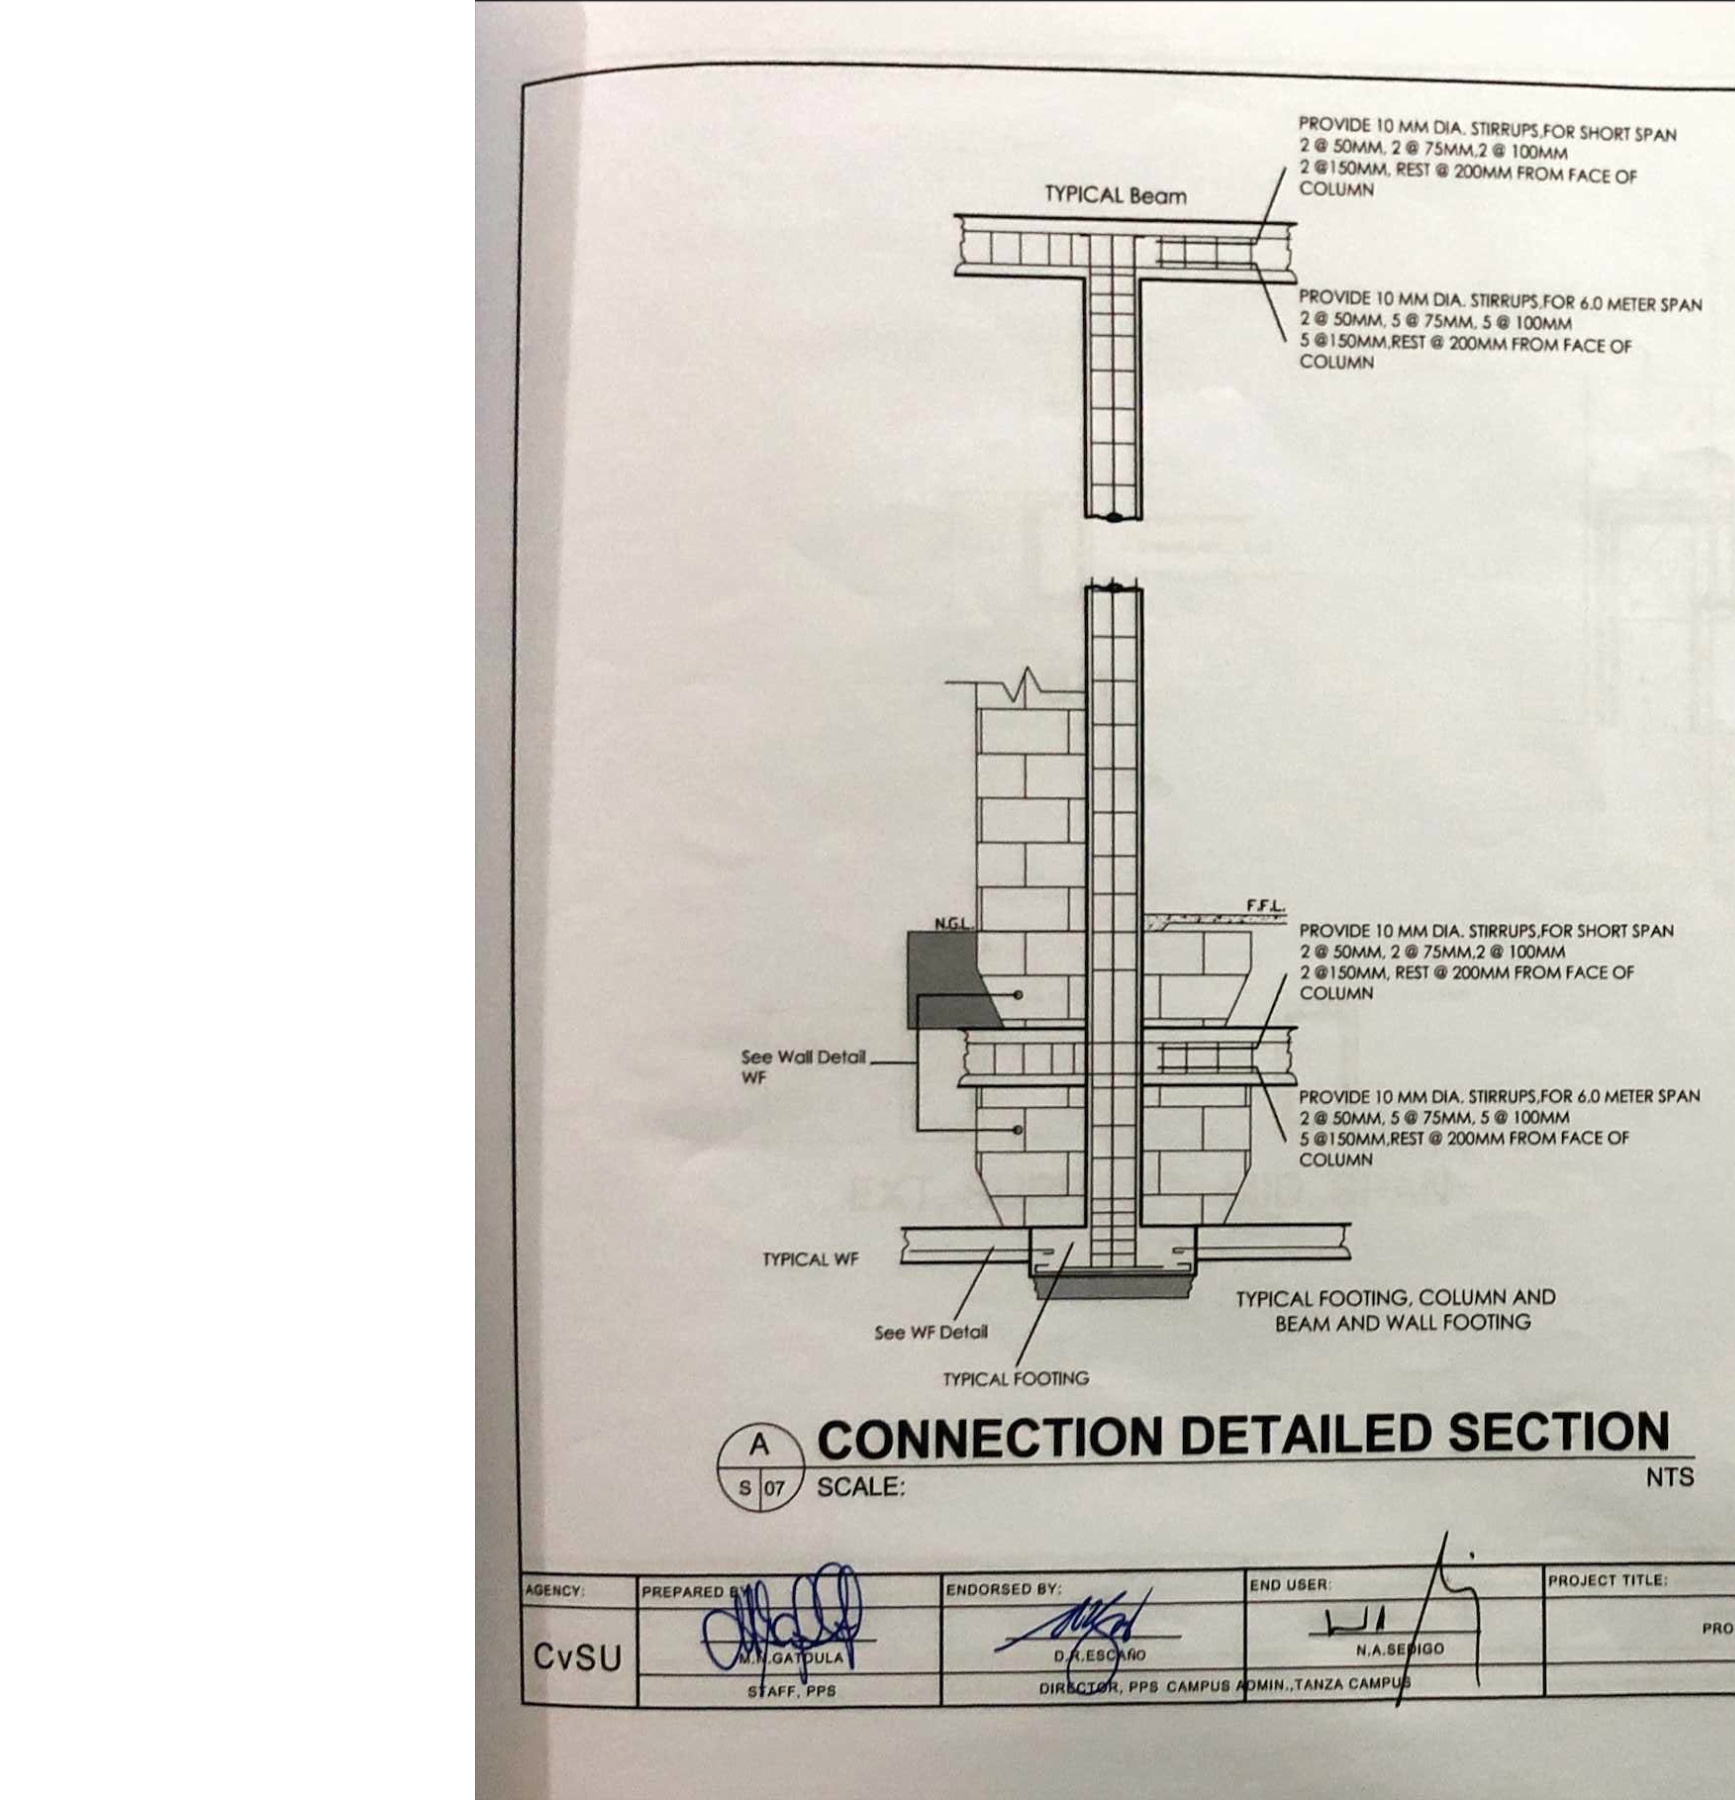 PROVIDE 10 MM DIA. STIRRUPS,FOR SHORT SPAN
2 @ 50MM, 2 @ 75MM,2 @ 100MM
2 @150MM, REST @ 200MM FROM FACE OF
COLUMN
TYPICAL Beam
PROVIDE 10 MM DIA. STIRRUPS,FOR 6.0 METER SPAN
2 @ 50MM, 5 @ 75MM, 5 @ 100MM
5 @150MM,REST @ 200MM FROM FACE OF
COLUMN
N.G.L.
F.F.L.
PROVIDE 10 MM DIA. STIRRUPS,FOR SHORT SPAN
2 @ 50MM, 2 @ 75MM,2 @ 100MM
2 @150MM, REST @ 200MM FROM FACE OF
COLUMN
See Wall Detail
WF
PROVIDE 10 MM DIA. STIRRUPS,FOR 6.0 METER SPAN
2 @ 50MM, 5 @ 75MM, 5 @ 100MM
5 @150MM,REST @ 200MM FROM FACE OF
COLUMN
TYPICAL WF
See WF Detail
TYPICAL FOOTING
TYPICAL FOOTING, COLUMN AND
BEAM AND WALL FOOTING
A
S 07
CONNECTION DETAILED SECTION
SCALE:
NTS
AGENCY:
CvSU
PREPARED BY
M.N.GATDULA
STAFF, PPS
ENDORSED BY:
D.R.ESCAÑO
DIRECTOR, PPS
END USER:
N.A.SEDIGO
CAMPUS ADMIN.,TANZA CAMPUS
PROJECT TITLE:
PRO